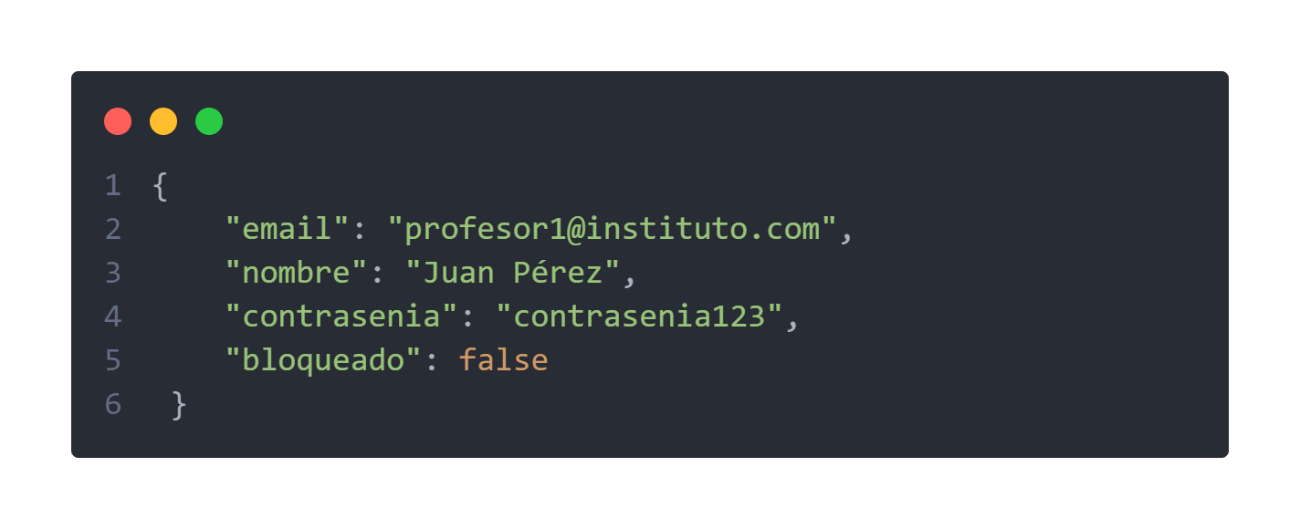 1 {
2 "email": "profesor1@instituto.com",
3 "nombre": "Juan Pérez",
4 "contrasenia": "contrasenia123",
5 "bloqueado": false
6 }